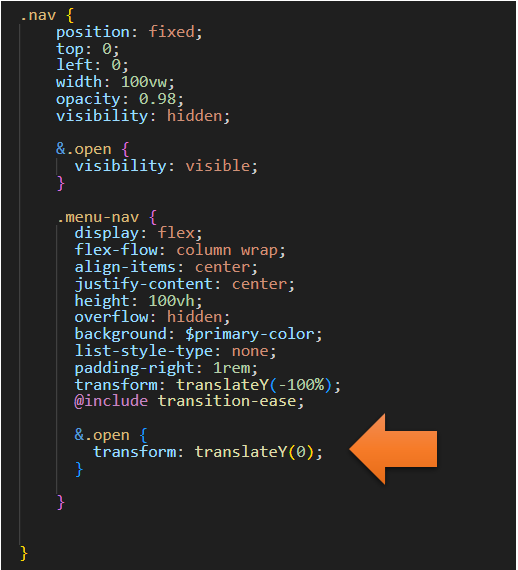 .nav {
position: fixed;
top: 0;
left: 0;
width: 100vw;
opacity: 0.98;
visibility: hidden;
&.open {
visibility: visible;
}
.menu-nav {
display: flex;
flex-flow: column wrap;
align-items: center;
justify-content: center;
height: 100vh;
overflow: hidden;
background: $primary-color;
list-style-type: none;
padding-right: 1rem;
transform: translateY(-100%);
@include transition-ease;
&.open {
transform: translateY(0);
}
}
}